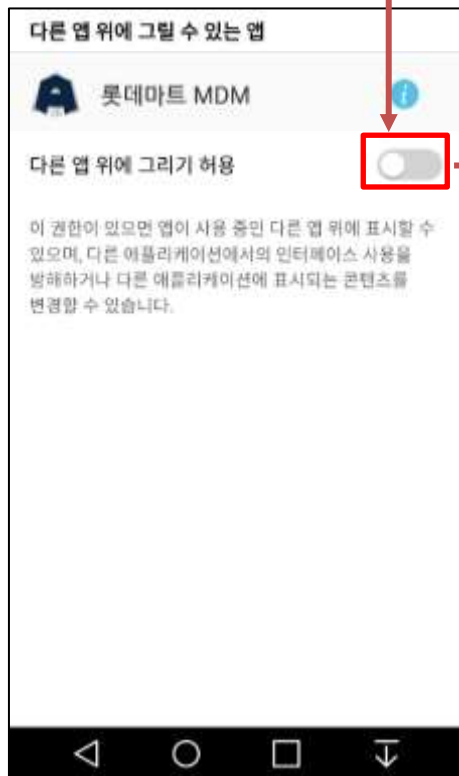 다른 앱 위에 그릴 수 있는 앱
롯데마트 MDM
다른 앱 위에 그리기 허용
이 권한이 있으면 앱이 사용 중인 다른 앱 위에 표시할 수
있으며, 다른 애플리케이션에서의 인터페이스 사용을
방해하거나 다른 애플리케이션에 표시되는 콘텐츠를
변경할 수 있습니다.